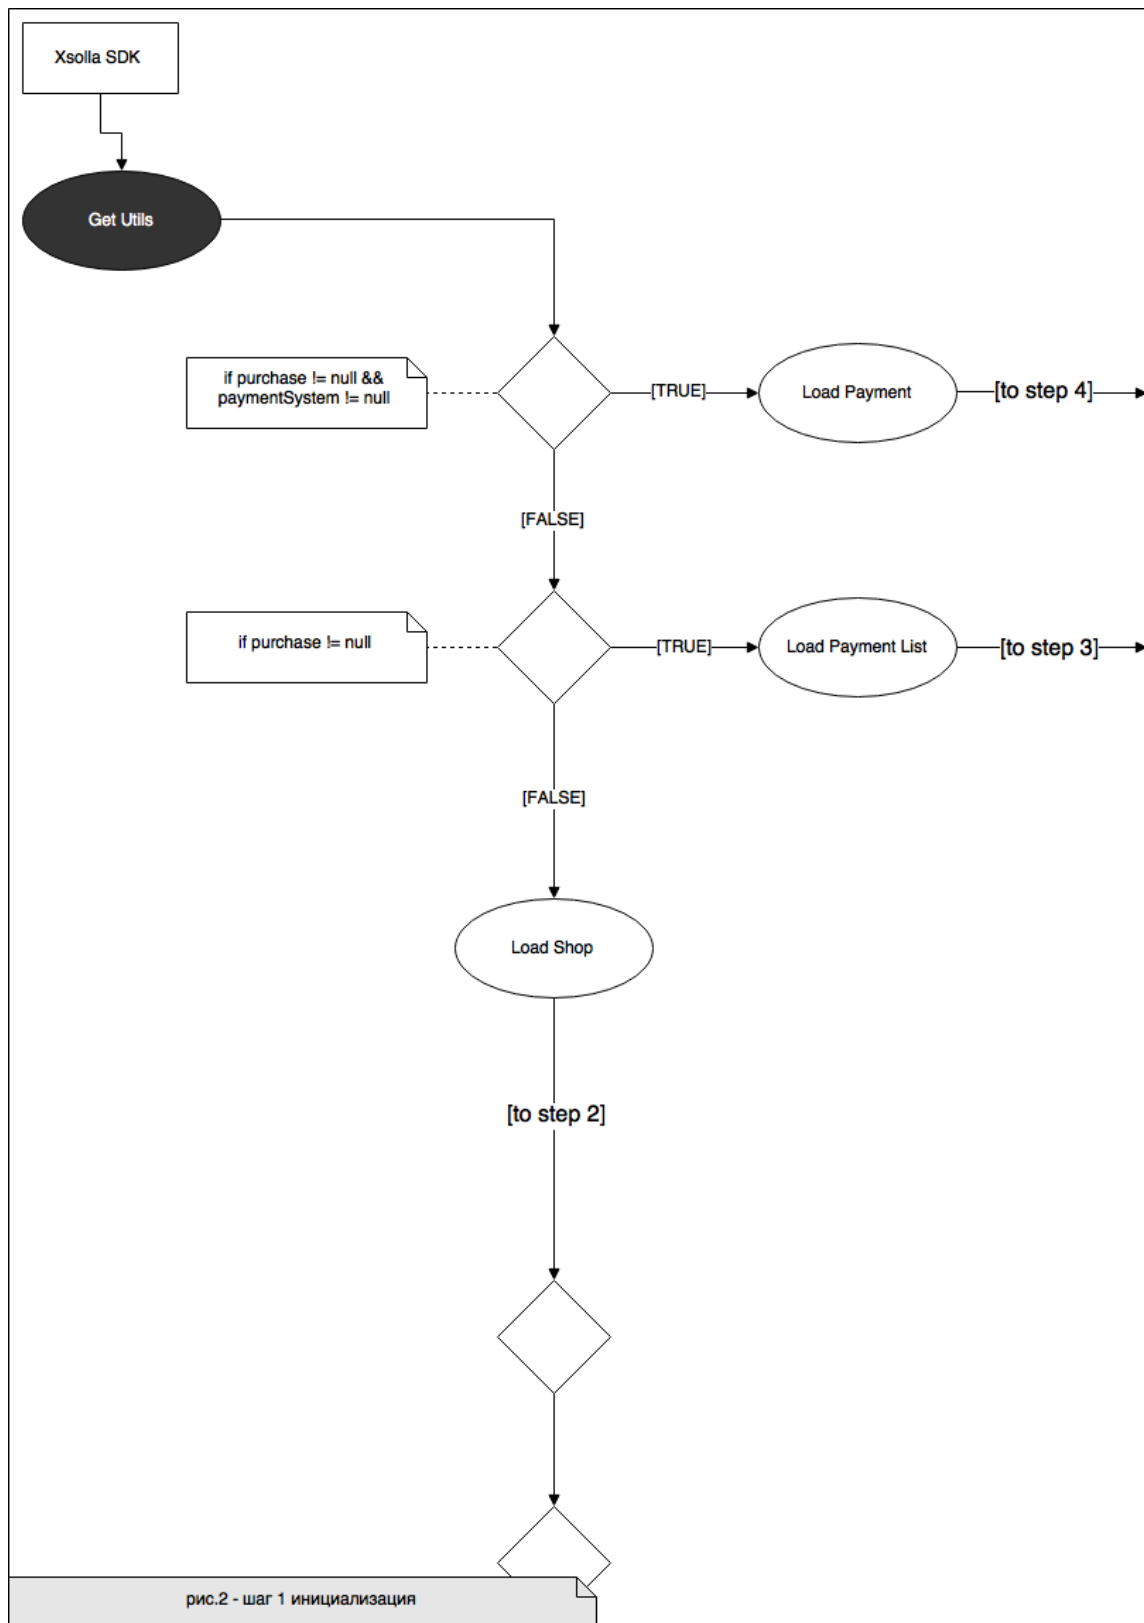 Xsolla SDK
Get Utils
if purchase != null &&
paymentSystem != null
[TRUE]
Load Payment
[to step 4]
[FALSE]
if purchase != null
[TRUE]
Load Payment List
[to step 3]
[FALSE]
Load Shop
[to step 2]
рис.2 - шаг 1 инициализация